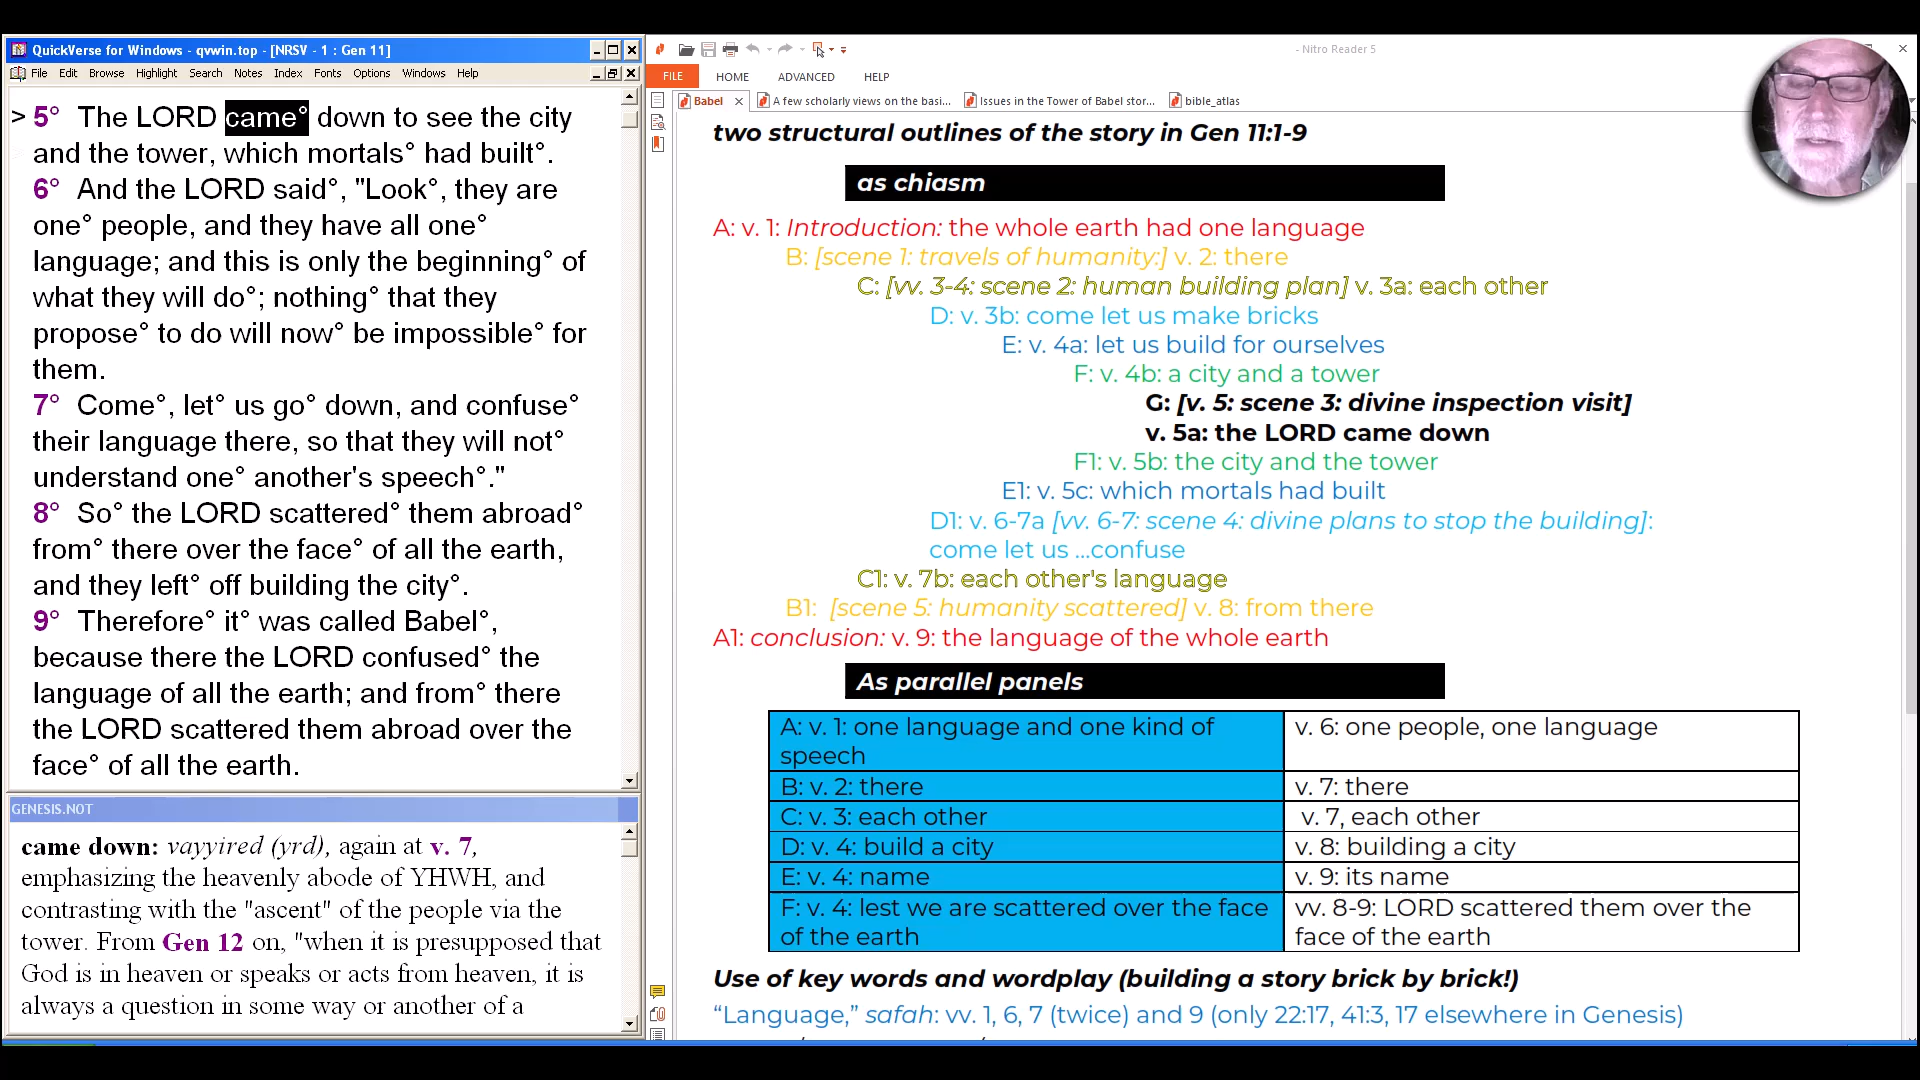 QuickVerse for Windows - qvwin.top - [NRSV - 1 : Gen 11]
File Edit Browse Highlight Search Notes Index Fonts Options Windows Help
> 5° The LORD came° down to see the city
and the tower, which mortals° had built°.
6° And the LORD said°, "Look°, they are
one° people, and they have all one°
language; and this is only the beginning° of
what they will do°; nothing° that they
propose° to do will now° be impossible° for
them.
7° Come°, let° us go° down, and confuse°
their language there, so that they will not°
understand one° another's speech°."
8° So° the LORD scattered° them abroad°
from° there over the face° of all the earth,
and they left° off building the city°.
9° Therefore° it° was called Babel°,
because there the LORD confused° the
language of all the earth; and from° there
the LORD scattered them abroad over the
face° of all the earth.
GENESIS.NOT
came down: vayyired (yrd), again at v. 7,
emphasizing the heavenly abode of YHWH, and
contrasting with the "ascent" of the people via the
tower. From Gen 12 on, "when it is presupposed that
God is in heaven or speaks or acts from heaven, it is
always a question in some way or another of a
- Nitro Reader 5
FILE HOME ADVANCED HELP
Babel A few scholarly views on the basi... Issues in the Tower of Babel stor... bible_atlas
two structural outlines of the story in Gen 11:1-9
as chiasm
A: v. 1: Introduction: the whole earth had one language
B: [scene 1: travels of humanity:] v. 2: there
C: [vv. 3-4: scene 2: human building plan] v. 3a: each other
D: v. 3b: come let us make bricks
E: v. 4a: let us build for ourselves
F: v. 4b: a city and a tower
G: [v. 5: scene 3: divine inspection visit]
v. 5a: the LORD came down
F1: v. 5b: the city and the tower
E1: v. 5c: which mortals had built
D1: v. 6-7a [vv. 6-7: scene 4: divine plans to stop the building]:
come let us ...confuse
C1: v. 7b: each other's language
B1: [scene 5: humanity scattered] v. 8: from there
A1: conclusion: v. 9: the language of the whole earth
As parallel panels
A: v. 1: one language and one kind of
speech
v. 6: one people, one language
B: v. 2: there
v. 7: there
C: v. 3: each other
v. 7, each other
D: v. 4: build a city
v. 8: building a city
E: v. 4: name
v. 9: its name
F: v. 4: lest we are scattered over the face
of the earth
vv. 8-9: LORD scattered them over the
face of the earth
Use of key words and wordplay (building a story brick by brick!)
“Language,” safah: vv. 1, 6, 7 (twice) and 9 (only 22:17, 41:3, 17 elsewhere in Genesis)